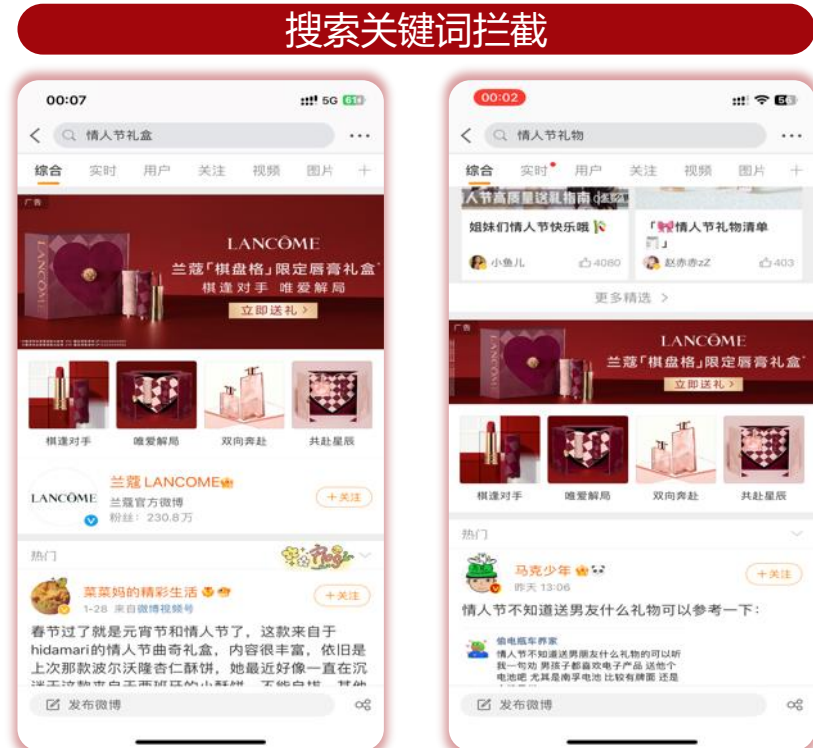 搜索关键词拦截
00:07
5G
情人节礼盒
综合 实时 用户 关注 视频 图片
广告
LANCÔME
LANCÔME
兰蔻「棋盘格」限定唇膏礼盒
棋逢对手 唯爱解局
立即送礼 >
棋逢对手 唯爱解局 双向奔赴 共赴星辰
LANCÔME
兰蔻 LANCOME
兰蔻官方微博
粉丝：230.8万
+关注
热门
菜菜妈的精彩生活
1-28 来自微博视频号
+关注
春节过了就是元宵节和情人节了，这款来自于
hidamari的情人节曲奇礼盒，内容很丰富，依旧是
上次那款波尔沃隆杏仁酥饼，她最近好像一直在沉
发布微博
00:02
情人节礼物
综合 实时 用户 关注 视频 图片
人节高质量送礼指南
姐妹们情人节快乐哦
小鱼儿 4080
「情人节礼物清单
」
赵赤赤zZ 403
更多精选 >
广告
LANCÔME
LANCÔME
兰蔻「棋盘格」限定唇膏礼盒
立即送礼 >
棋逢对手 唯爱解局 双向奔赴 共赴星辰
热门
马克少年
昨天 13:06
+关注
情人节不知道送男友什么礼物可以参考一下：
偷电瓶车养家
情人节不知道送男朋友什么礼物的可以听
我一句劝 男孩子都喜欢电子产品 送他个
电池吧 尤其是南孚电池 比较有牌面 还是
发布微博